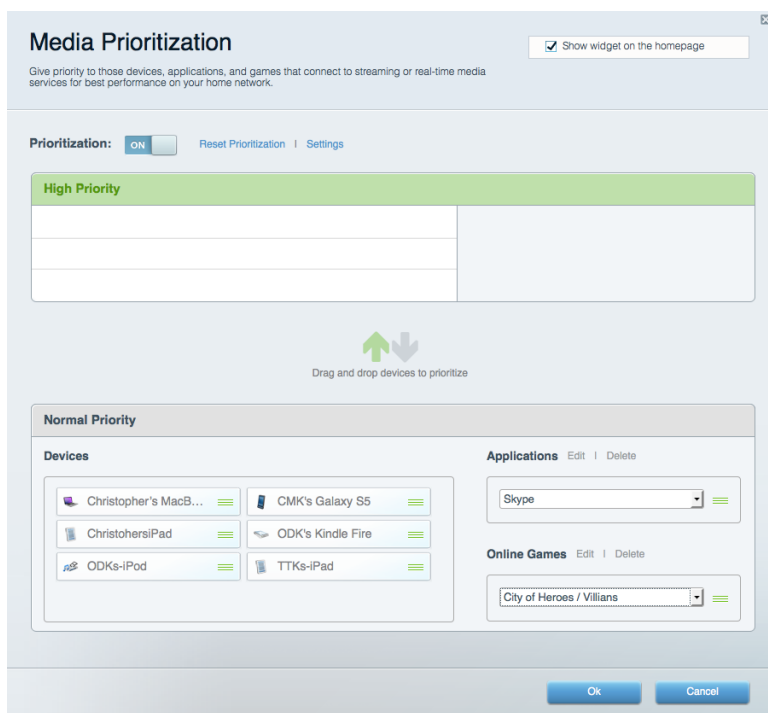 Media Prioritization
Show widget on the homepage
Give priority to those devices, applications, and games that connect to streaming or real-time media
services for best performance on your home network.
Prioritization: ON Reset Prioritization | Settings
High Priority
Drag and drop devices to prioritize
Normal Priority
Devices
Christopher's MacB...
CMK's Galaxy S5
ChristohersiPad
ODK's Kindle Fire
ODKs-iPod
TTKs-iPad
Applications Edit | Delete
Skype
Online Games Edit | Delete
City of Heroes / Villians
Ok
Cancel